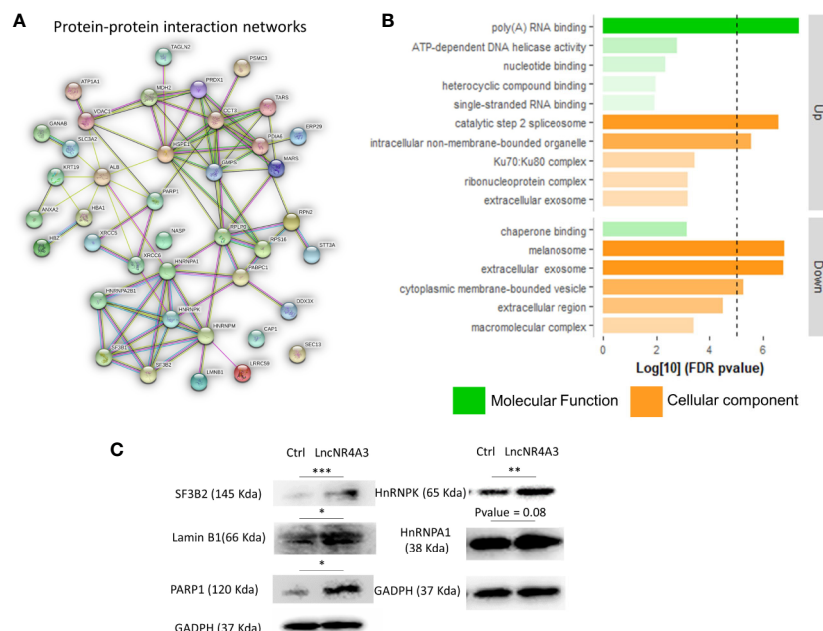 A
Protein-protein interaction networks
TAGLN2
PSMC3
ATP1A1
MDH2
PRDX1
VDAC1
CCT3
TARS
GANAB
SLC3A2
HSPE1
PDIA6
ERP29
KRT19
ALB
GMPS
MARS
PARP1
ANXA2
HBA1
RPN2
XRCC5
NASP
RPLP0
HBZ
XRCC6
RPS16
STT3A
HNRNPA1
PABPC1
HNRNPA2B1
HNRNPK
DDX3X
HNRNPM
CAP1
SF3B1
SEC13
SF3B2
LMNB1
LRRC59
B
poly(A) RNA binding
ATP-dependent DNA helicase activity
nucleotide binding
heterocyclic compound binding
single-stranded RNA binding
catalytic step 2 spliceosome
intracellular non-membrane-bounded organelle
Ku70:Ku80 complex
ribonucleoprotein complex
extracellular exosome
Up
chaperone binding
melanosome
extracellular exosome
cytoplasmic membrane-bounded vesicle
extracellular region
macromolecular complex
Down
0 2 4 6
Log[10] (FDR pvalue)
Molecular Function Cellular component
C
Ctrl LncNR4A3
***
SF3B2 (145 Kda)
*
Lamin B1(66 Kda)
*
PARP1 (120 Kda)
GADPH (37 Kda)
Ctrl LncNR4A3
**
HnRNPK (65 Kda)
Pvalue = 0.08
HnRNPA1
(38 Kda)
GADPH (37 Kda)